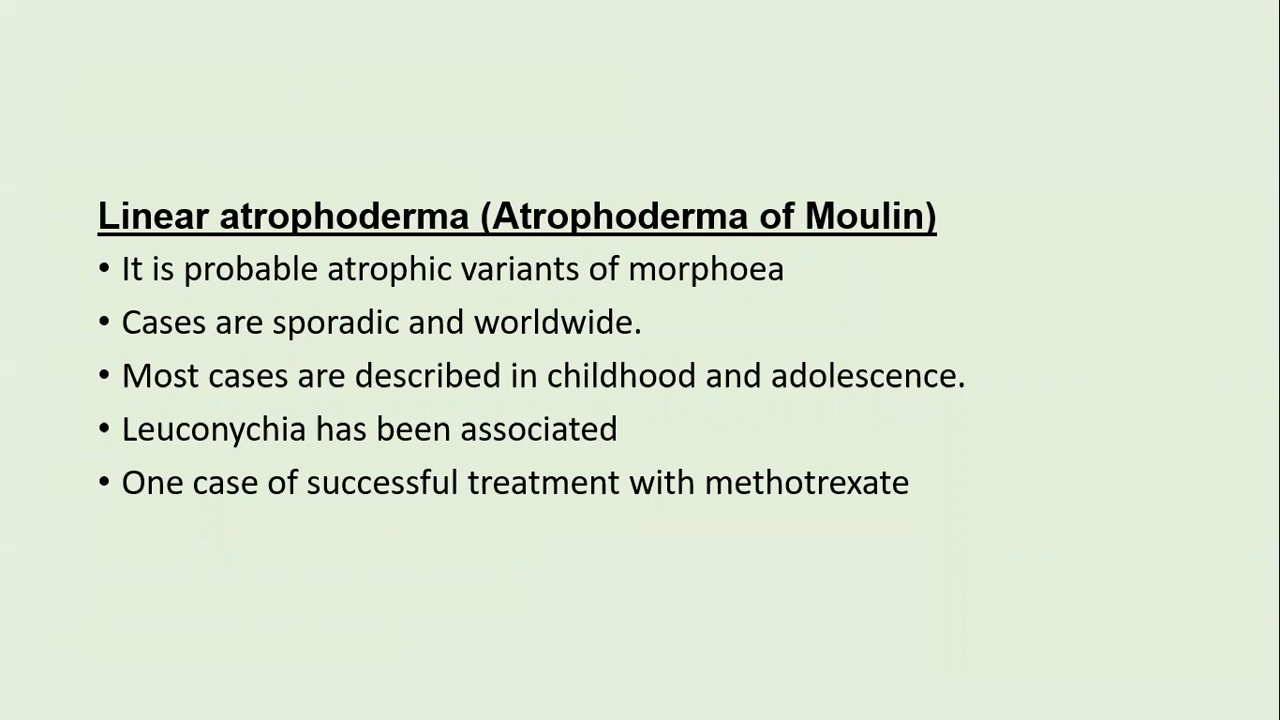 Linear atrophoderma (Atrophoderma of Moulin)
• It is probable atrophic variants of morphoea
• Cases are sporadic and worldwide.
• Most cases are described in childhood and adolescence.
• Leuconychia has been associated
• One case of successful treatment with methotrexate